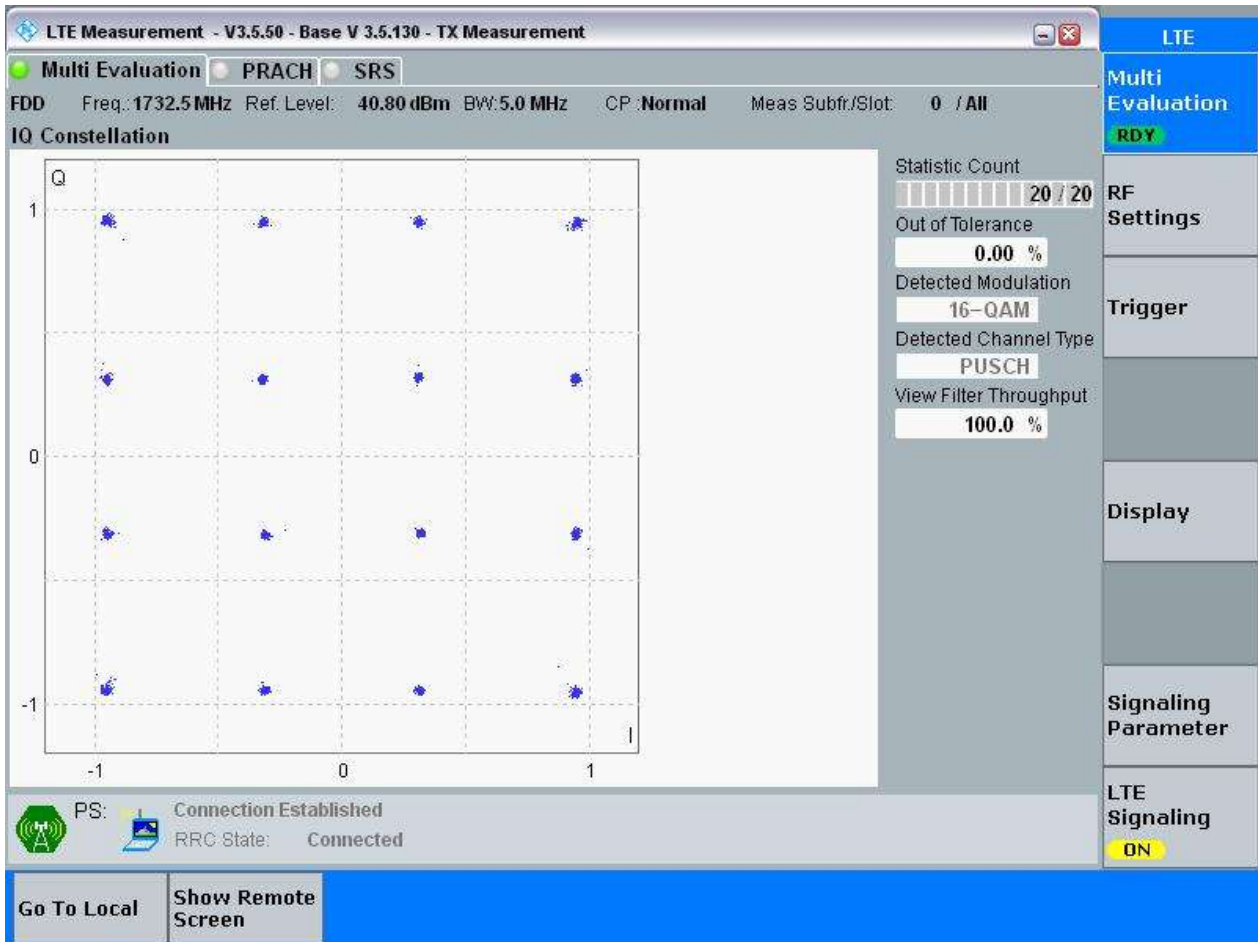 LTE Measurement - V3.5.50 - Base V 3.5.130 - TX Measurement
Multi Evaluation PRACH SRS
FDD Freq.: 1732.5 MHz Ref. Level: 40.80 dBm BW: 5.0 MHz CP : Normal Meas Subfr./Slot: 0 / All
IQ Constellation
Q
1
0
-1
I
-1 0 1
Statistic Count
20 / 20
Out of Tolerance
0.00 %
Detected Modulation
16-QAM
Detected Channel Type
PUSCH
View Filter Throughput
100.0 %
PS: Connection Established
RRC State: Connected
LTE
Multi
Evaluation
RDY
RF
Settings
Trigger
Display
Signaling
Parameter
LTE
Signaling
ON
Go To Local
Show Remote
Screen